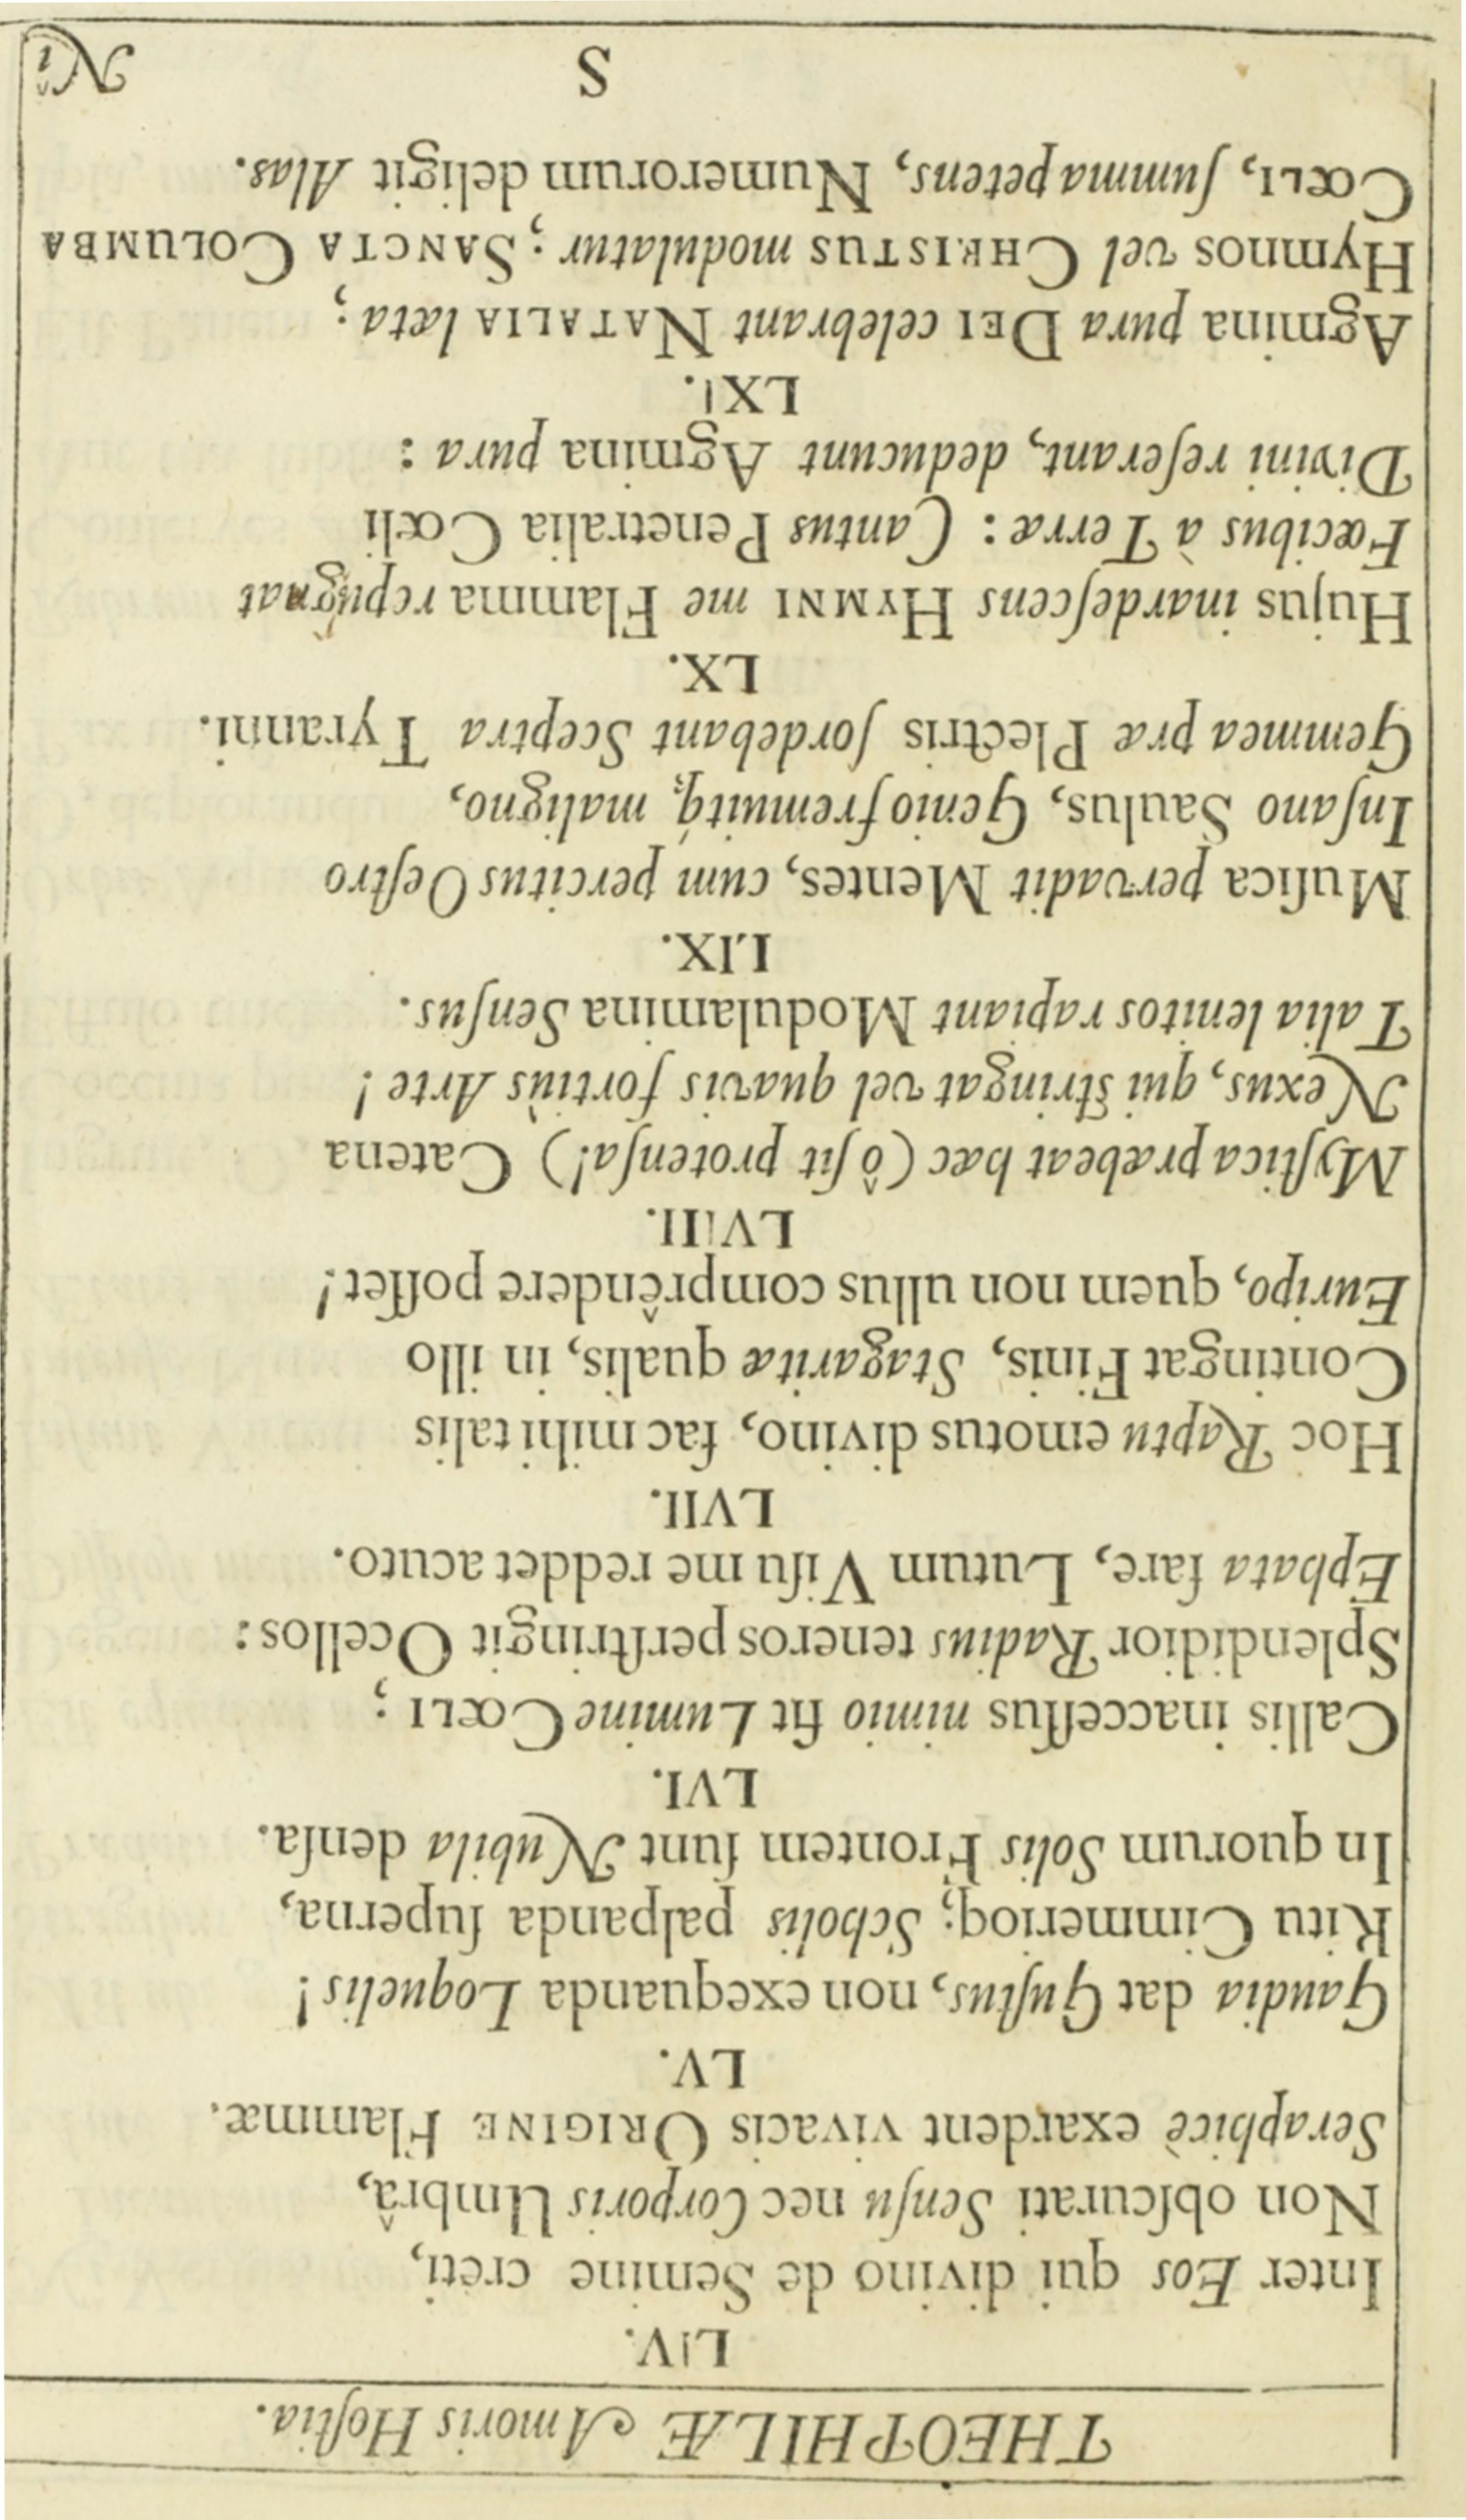 THEOPHILÆ Amoris Hoſtia.
LIV.
Inter Eos qui divino de Semine creti,
Non obſcurati Senſu nec Corporis Umbrâ,
Seraphicè exardent vivacis ORIGINE Flammæ.
LV.
Gaudia dat Guſtus, non exequanda Loquelis!
Ritu Cimmerioq; Scholis palpanda ſuperna,
In quorum Solis Frontem ſunt Nubila denſa.
LVI.
Callis inacceſſus nimio fit Lumine CŒLI;
Splendidior Radius teneros perſtringit Ocellos:
Ephata fare, Lutum Viſu me reddet acuto.
LVII.
Hoc Raptu emotus divino, fac mihi talis
Contingat Finis, Stagaritæ qualis, in illo
Euripo, quem non ullus comprêndere poſſet!
LVIII.
Myſtica præbeat hæc (ô ſit protenſa!) Catena
Nexus, qui ſtringat vel quavis fortiùs Arte!
Talia lenitos rapiant Modulamina Senſus.
LIX.
Muſica pervadit Mentes, cum percitus Oeſtro
Inſano Saulus, Genio fremuitq́; maligno,
Gemmea præ Plectris ſordebant Sceptra Tyranni.
LX.
Hujus inardeſcens HYMNI me Flamma repurgat
Fœcibus à Terræ: Cantus Penetralia Cœli
Divini reſerant, deducunt Agmina pura:
LXI.
Agmina pura DEI celebrant NATALIA læta;
Hymnos vel CHRISTUS modulatur; SANCTA COLUMBA
CŒLI, ſumma petens, Numerorum deligit Alas.
S Ni